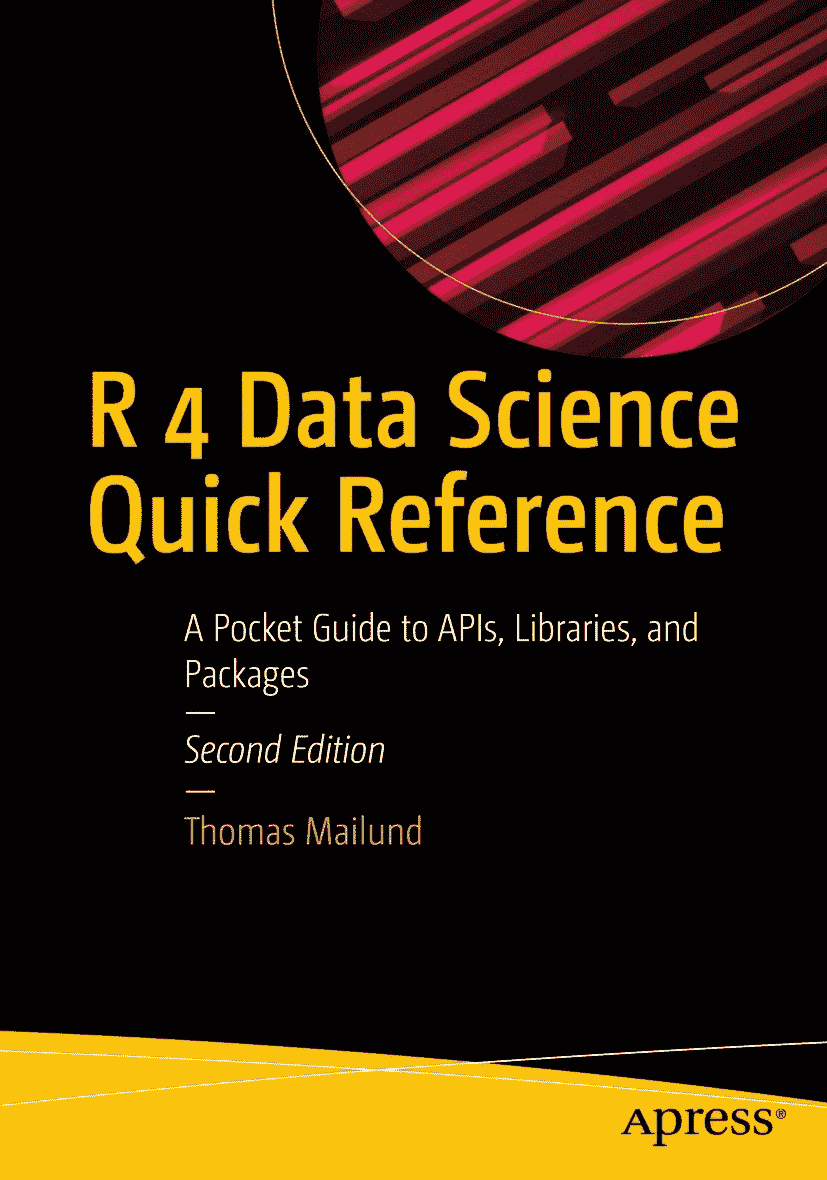 R 4 Data Science
Quick Reference
A Pocket Guide to APIs, Libraries, and
Packages
—
Second Edition
—
Thomas Mailund
Apress®